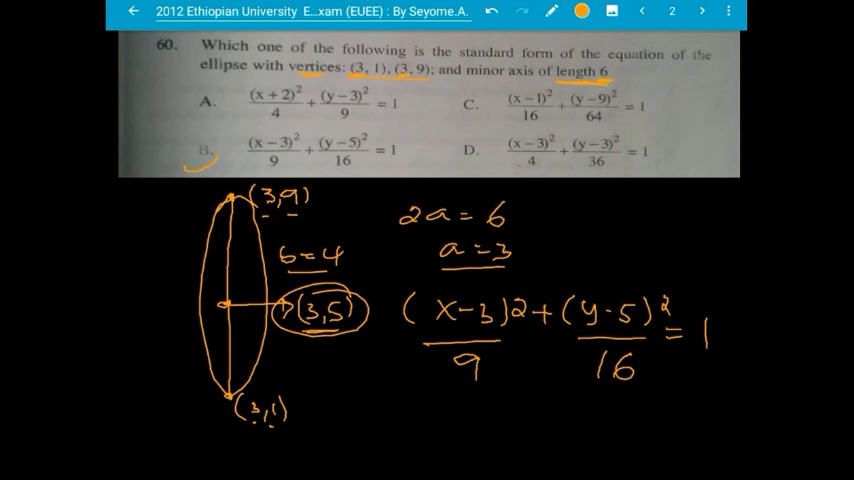 2012 Ethiopian University E...xam (EUEE) : By Seyome.A. 2
60. Which one of the following is the standard form of the equation of the
ellipse with vertices: (3, 1), (3, 9); and minor axis of length 6
A. (x + 2)²/4 + (y − 3)²/9 = 1 C. (x − 1)²/16 + (y − 9)²/64 = 1
B. (x − 3)²/9 + (y − 5)²/16 = 1 D. (x − 3)²/4 + (y − 3)²/36 = 1
(3,9)
2a = 6
b = 4
a = 3
(3,5)
(x-3)2/9 + (y-5)²/16 = 1
(3,1)